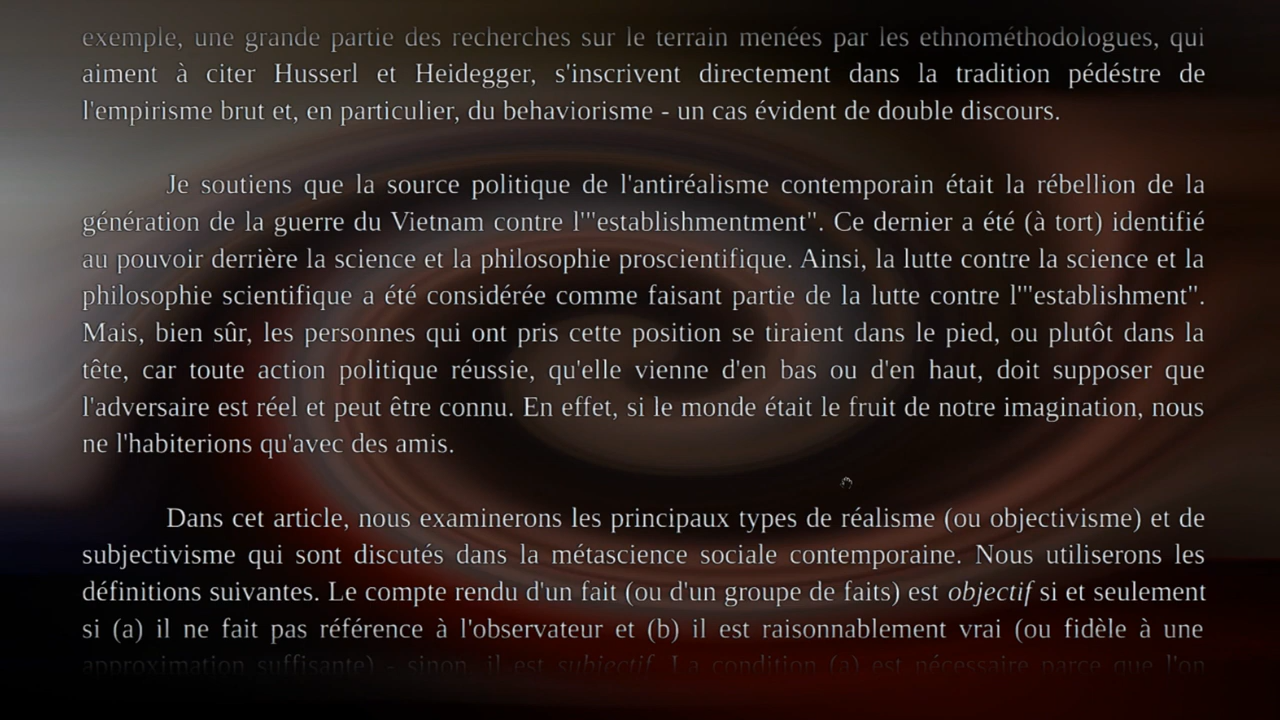 exemple, une grande partie des recherches sur le terrain menées par les ethnométhodologues, qui
aiment à citer Husserl et Heidegger, s'inscrivent directement dans la tradition pédéstre de
l'empirisme brut et, en particulier, du behaviorisme - un cas évident de double discours.
Je soutiens que la source politique de l'antiréalisme contemporain était la rébellion de la
génération de la guerre du Vietnam contre l'"establishmentment". Ce dernier a été (à tort) identifié
au pouvoir derrière la science et la philosophie proscientifique. Ainsi, la lutte contre la science et la
philosophie scientifique a été considérée comme faisant partie de la lutte contre l'"establishment".
Mais, bien sûr, les personnes qui ont pris cette position se tiraient dans le pied, ou plutôt dans la
tête, car toute action politique réussie, qu'elle vienne d'en bas ou d'en haut, doit supposer que
l'adversaire est réel et peut être connu. En effet, si le monde était le fruit de notre imagination, nous
ne l'habiterions qu'avec des amis.
Dans cet article, nous examinerons les principaux types de réalisme (ou objectivisme) et de
subjectivisme qui sont discutés dans la métascience sociale contemporaine. Nous utiliserons les
définitions suivantes. Le compte rendu d'un fait (ou d'un groupe de faits) est objectif si et seulement
si (a) il ne fait pas référence à l'observateur et (b) il est raisonnablement vrai (ou fidèle à une
approximation suffisante) - sinon, il est subjectif. La condition (a) est nécessaire parce que l'on